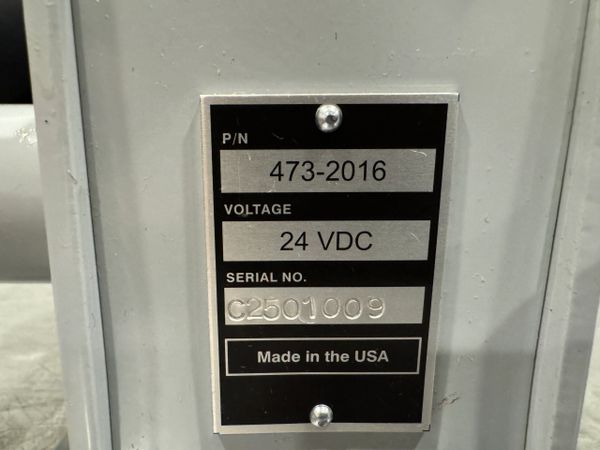 P/N
473-2016
VOLTAGE
24 VDC
SERIAL NO.
C2501009
Made in the USA